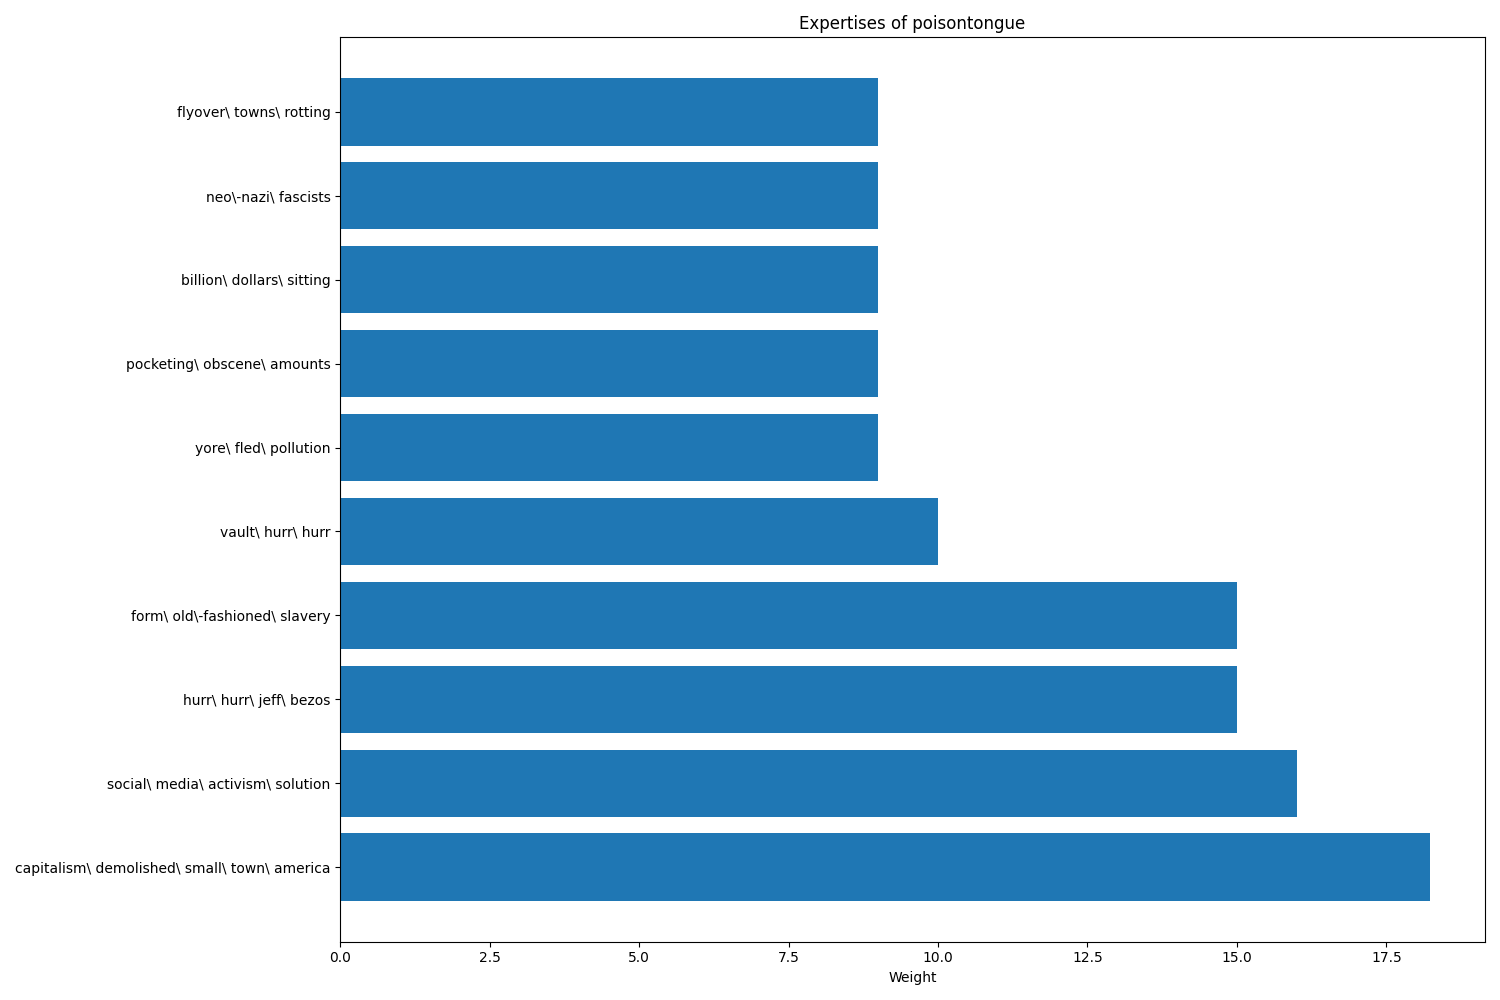 Expertises of poisontongue
flyover\ towns\ rotting
neo\-nazi\ fascists
billion\ dollars\ sitting
pocketing\ obscene\ amounts
yore\ fled\ pollution
vault\ hurr\ hurr
form\ old\-fashioned\ slavery
hurr\ hurr\ jeff\ bezos
social\ media\ activism\ solution
capitalism\ demolished\ small\ town\ america
0.0 2.5 5.0 7.5 10.0 12.5 15.0 17.5
Weight